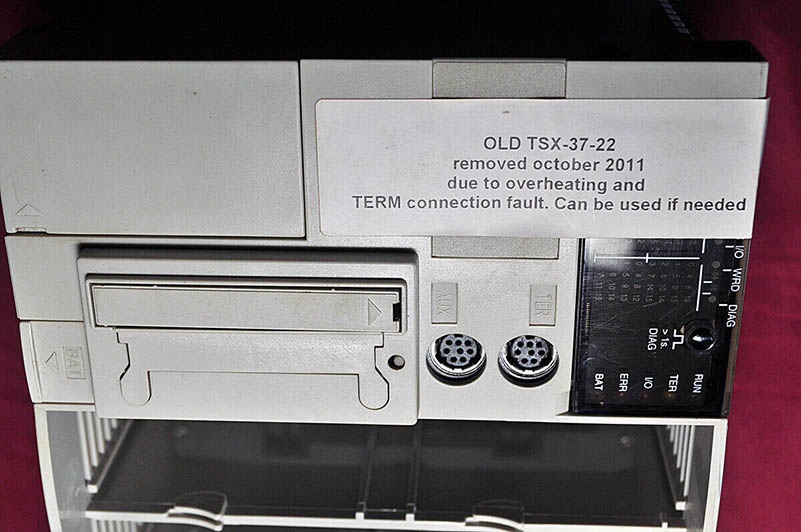 OLD TSX-37-22
removed october 2011
due to overheating and
TERM connection fault. Can be used if needed
AUX
TER
I/O
WRD
DIAG
> 1s.
DIAG
BAT
BAT
ERR
I/O
TER
RUN